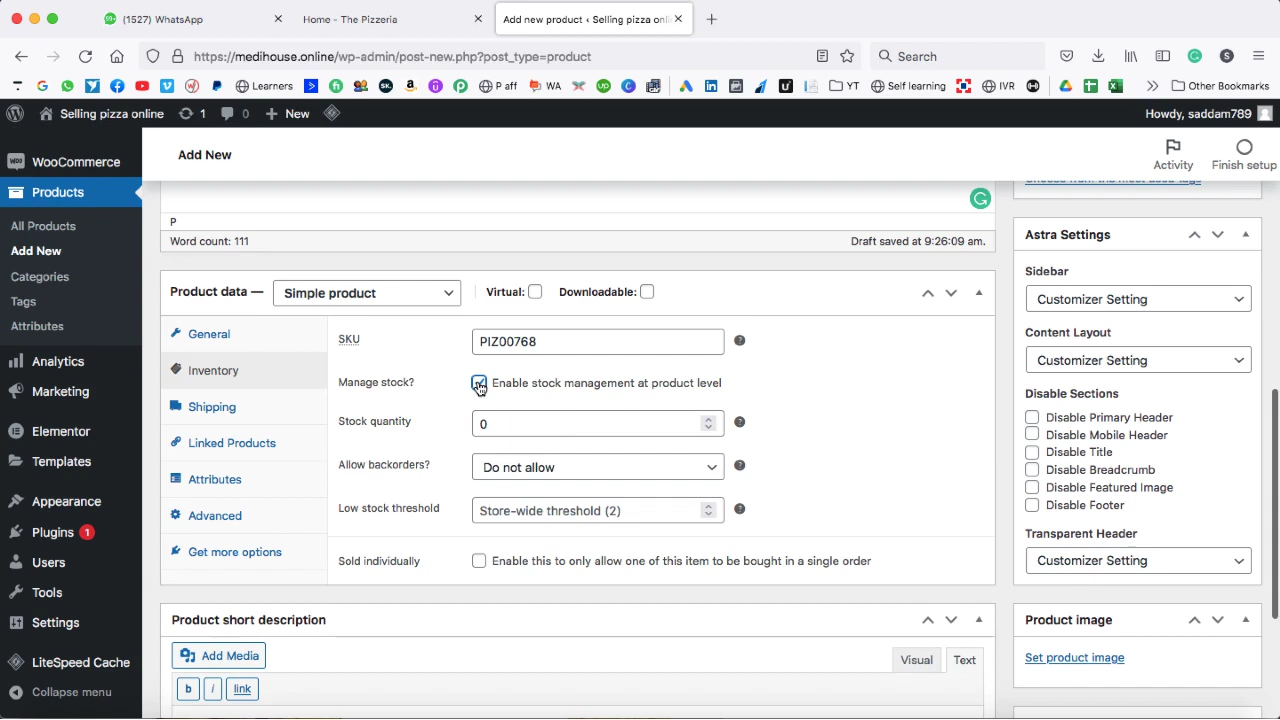 (1527) WhatsApp
Home - The Pizzeria
Add new product ‹ Selling pizza onli
https://medihouse.online/wp-admin/post-new.php?post_type=product
Search
Learners
P aff
WA
YT
Self learning
IVR
Other Bookmarks
Selling pizza online
1
0
New
Howdy, saddam789
WooCommerce
Products
All Products
Add New
Categories
Tags
Attributes
Analytics
Marketing
Elementor
Templates
Appearance
Plugins 1
Users
Tools
Settings
LiteSpeed Cache
Collapse menu
Add New
Activity
Finish setup
P
Word count: 111
Draft saved at 9:26:09 am.
Product data — Simple product
Virtual:
Downloadable:
General
Inventory
Shipping
Linked Products
Attributes
Advanced
Get more options
SKU
PIZ00768
Manage stock?
Enable stock management at product level
Stock quantity
0
Allow backorders?
Do not allow
Low stock threshold
Store-wide threshold (2)
Sold individually
Enable this to only allow one of this item to be bought in a single order
Product short description
Add Media
Visual
Text
b
i
link
Choose from the most used tags
Astra Settings
Sidebar
Customizer Setting
Content Layout
Customizer Setting
Disable Sections
Disable Primary Header
Disable Mobile Header
Disable Title
Disable Breadcrumb
Disable Featured Image
Disable Footer
Transparent Header
Customizer Setting
Product image
Set product image